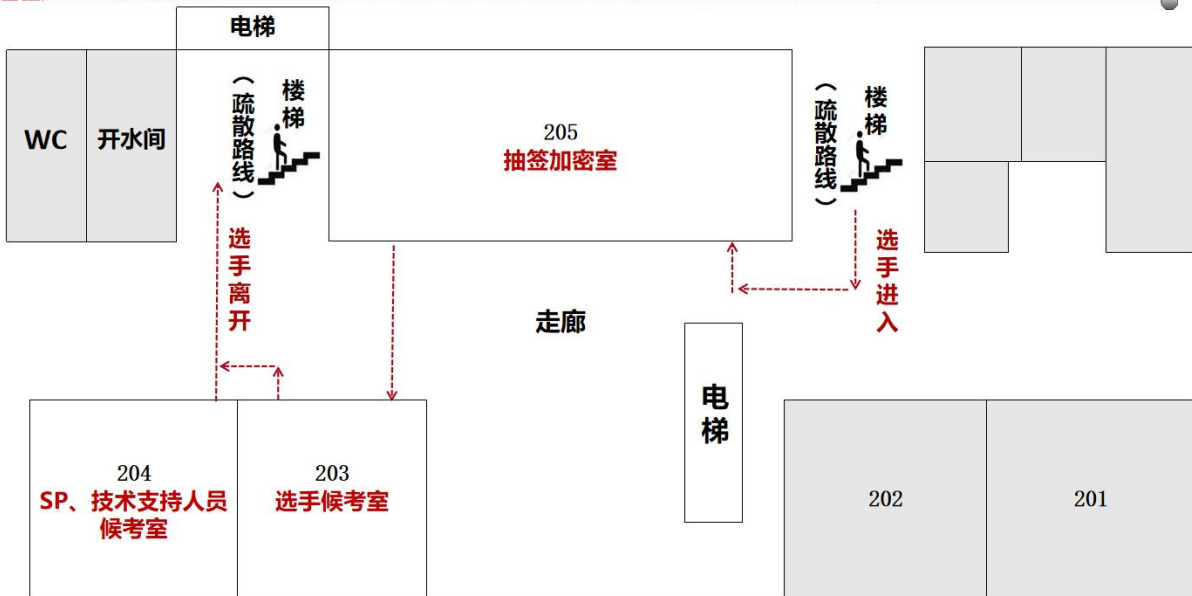 电梯
WC
开水间
（疏散路线）
楼梯
205
抽签加密室
（疏散路线）
楼梯
选手离开
走廊
选手进入
电梯
204
SP、技术支持人员
候考室
203
选手候考室
202
201